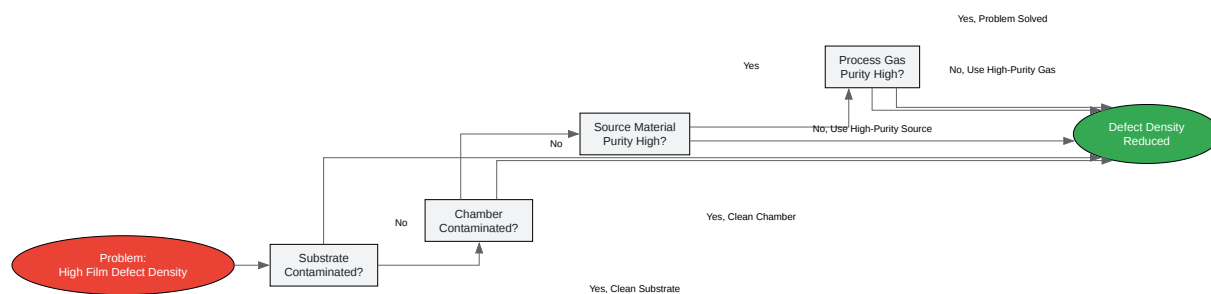 Yes, Problem Solved
Process Gas
Purity High?
Yes
No, Use High-Purity Gas
Source Material
Purity High?
No, Use High-Purity Source
Defect Density
Reduced
No
Chamber
Contaminated?
No
Yes, Clean Chamber
Problem:
High Film Defect Density
Substrate
Contaminated?
Yes, Clean Substrate